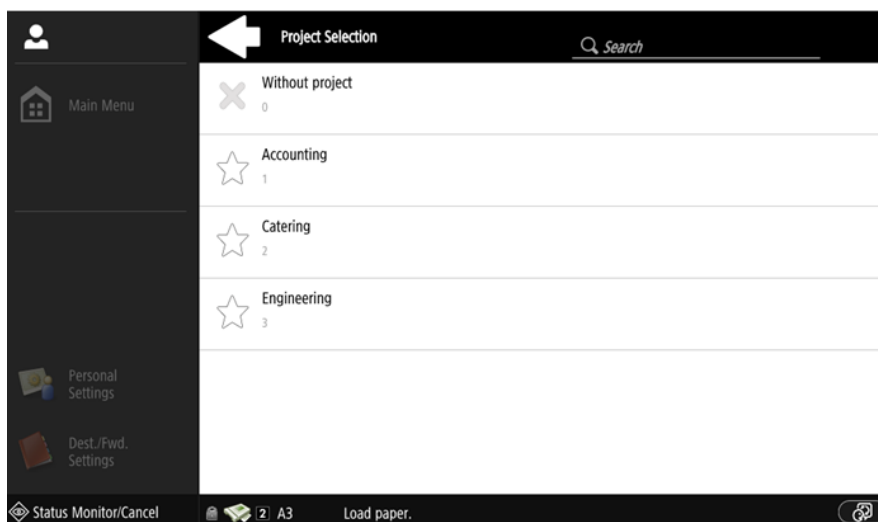 Project Selection
Search
Main Menu
Without project
0
Accounting
1
Catering
2
Engineering
3
Personal
Settings
Dest./Fwd.
Settings
Status Monitor/Cancel
2 A3 Load paper.